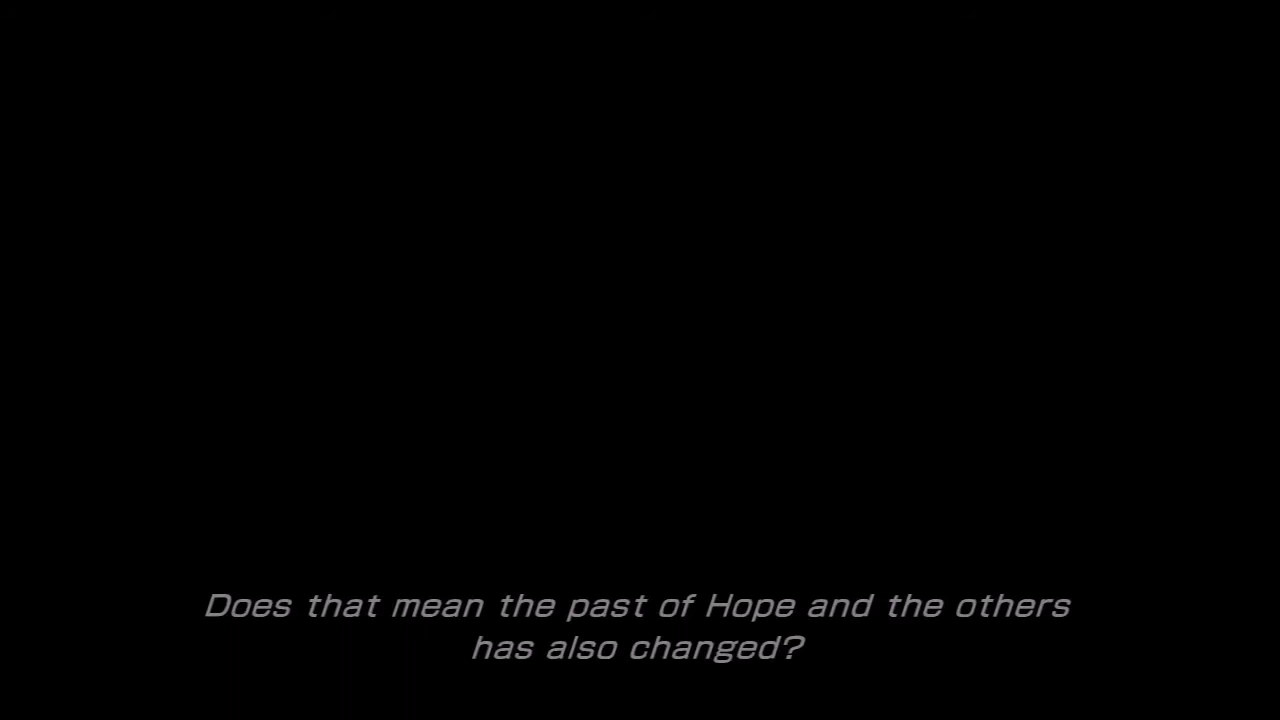 Does that mean the past of Hope and the others
has also changed?